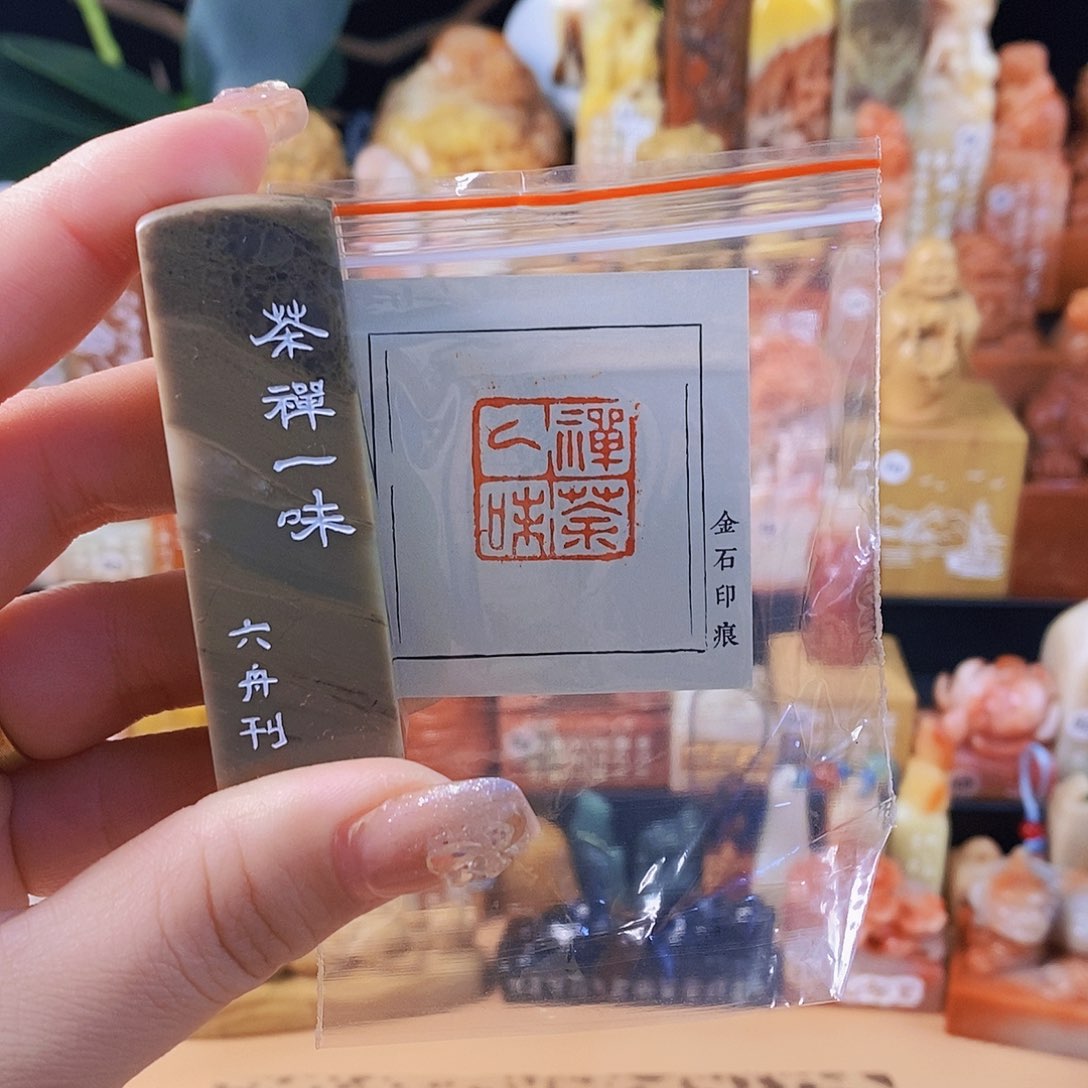 茶禪一味
六舟刊
禪茶
一味
金石印痕